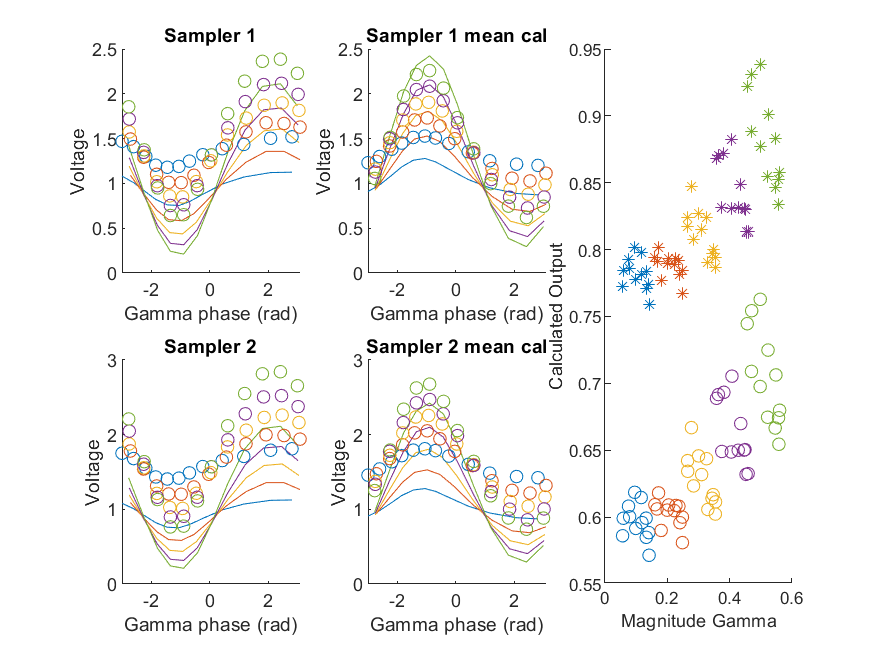 Sampler 1
2.5
2
1.5
1
0.5
0
Voltage
-2 0 2
Gamma phase (rad)
Sampler 1 mean cal
2.5
2
1.5
1
0.5
0
Voltage
-2 0 2
Gamma phase (rad)
Sampler 2
3
2
1
0
Voltage
-2 0 2
Gamma phase (rad)
Sampler 2 mean cal
3
2
1
0
Voltage
-2 0 2
Gamma phase (rad)
0.95
0.9
0.85
0.8
0.75
0.7
0.65
0.6
0.55
Calculated Output
0 0.2 0.4 0.6
Magnitude Gamma